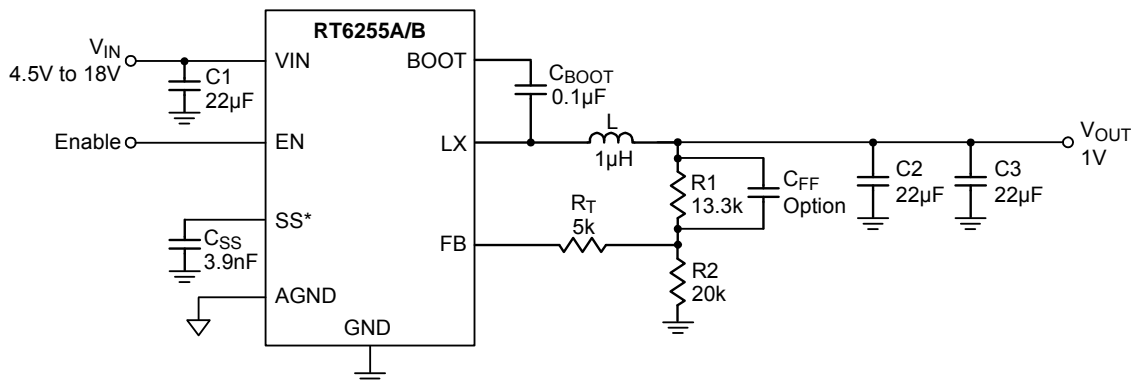 RT6255A/B
VIN
4.5V to 18V
C1
22µF
VIN
BOOT
CBOOT
0.1µF
Enable
EN
LX
L
1µH
VOUT
1V
C2
22µF
C3
22µF
R1
13.3k
CFF
Option
RT
5k
SS*
CSS
3.9nF
FB
R2
20k
AGND
GND